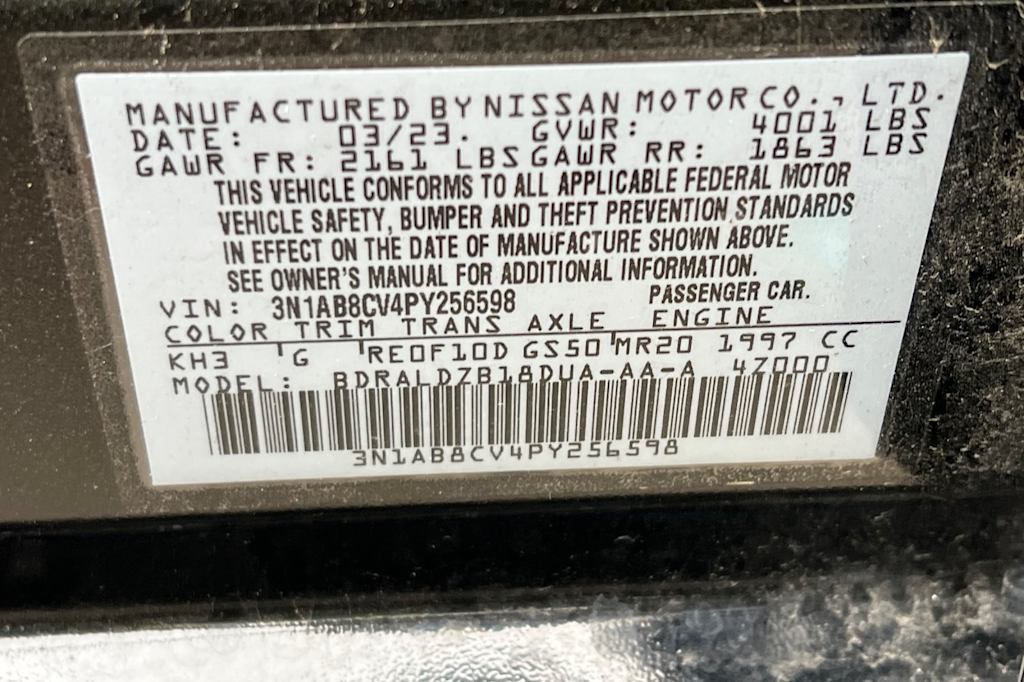 MANUFACTURED BY NISSAN MOTOR CO., LTD.
DATE: 03/23. GVWR: 4001 LBS
GAWR FR: 2161 LBS GAWR RR: 1863 LBS
THIS VEHICLE CONFORMS TO ALL APPLICABLE FEDERAL MOTOR
VEHICLE SAFETY, BUMPER AND THEFT PREVENTION STANDARDS
IN EFFECT ON THE DATE OF MANUFACTURE SHOWN ABOVE.
SEE OWNER'S MANUAL FOR ADDITIONAL INFORMATION.
VIN: 3N1AB8CV4PY256598 PASSENGER CAR.
COLOR TRIM TRANS AXLE ENGINE
KH3 G RE0F10D GS50 MR20 1997 CC
MODEL: BDRALDZB18DUA-AA-A 47000
3N1AB8CV4PY256598